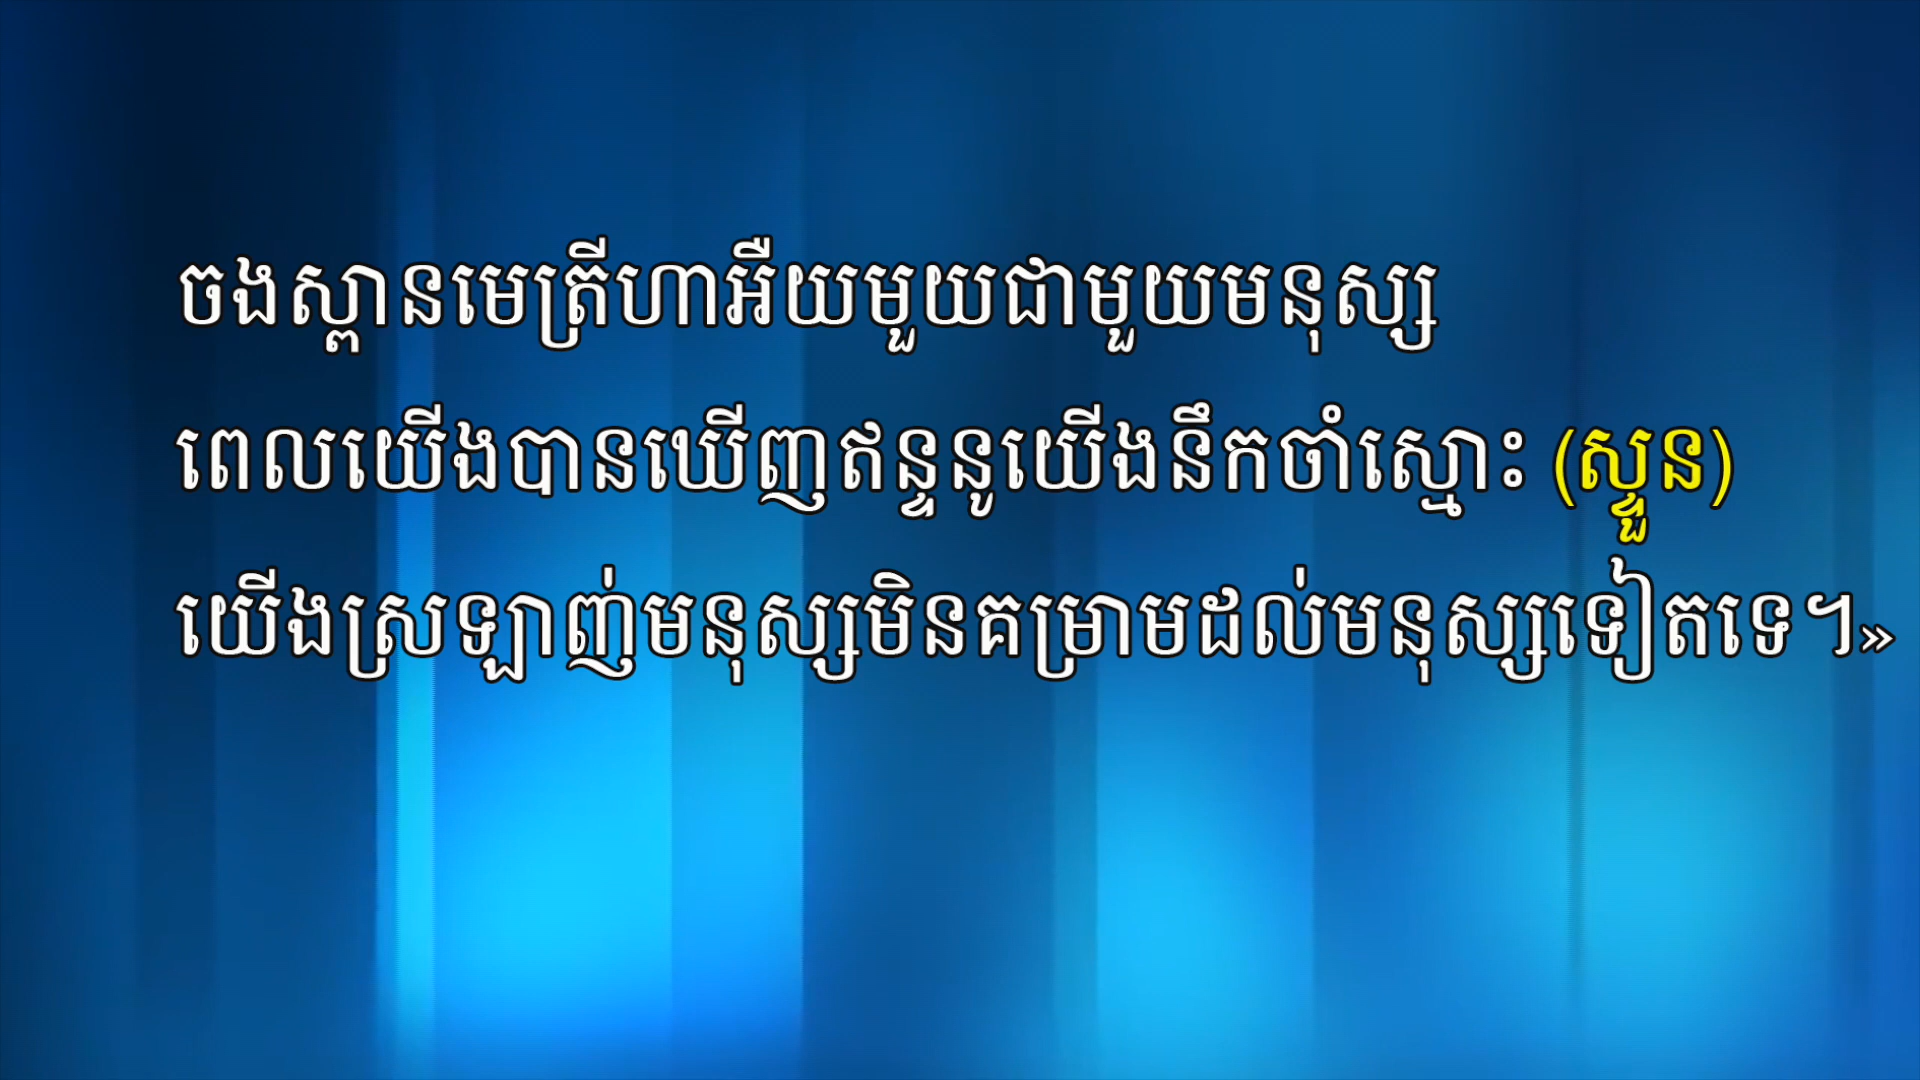 ចងស្ពានមេត្រីហាអឺយមួយជាមួយមនុស្ស
ពេលយើងបានឃើញឥន្ទនូយើងនឹកចាំស្មោះ (ស្ទួន)
យើងស្រឡាញ់មនុស្សមិនគម្រាមដល់មនុស្សទៀតទេ។»